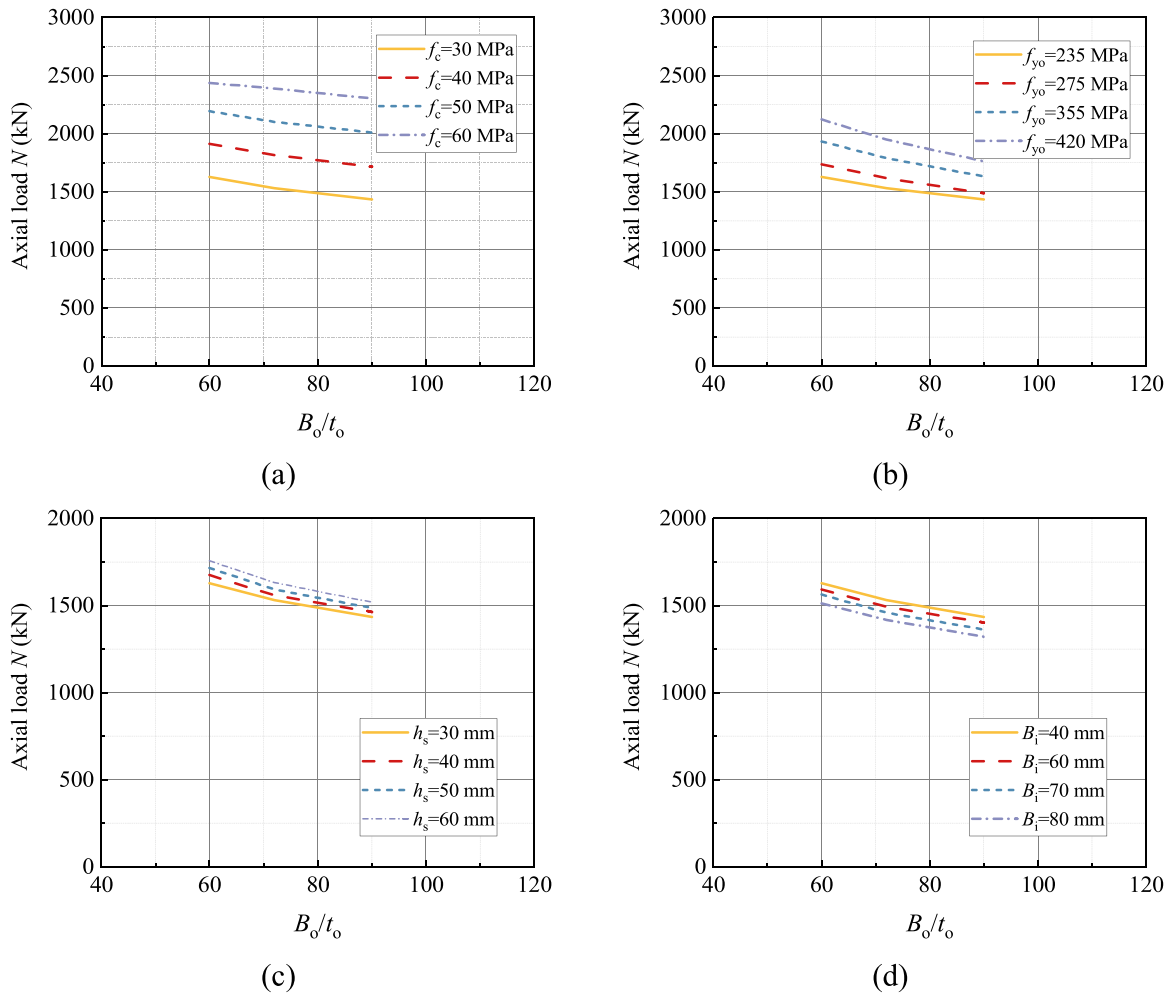 3000
2500
2000
1500
1000
500
0
Axial load N (kN)
40 60 80 100 120
Bo/to
fc=30 MPa
fc=40 MPa
fc=50 MPa
fc=60 MPa
(a)
3000
2500
2000
1500
1000
500
0
Axial load N (kN)
40 60 80 100 120
Bo/to
fyo=235 MPa
fyo=275 MPa
fyo=355 MPa
fyo=420 MPa
(b)
2000
1500
1000
500
0
Axial load N (kN)
40 60 80 100 120
Bo/to
hs=30 mm
hs=40 mm
hs=50 mm
hs=60 mm
(c)
2000
1500
1000
500
0
Axial load N (kN)
40 60 80 100 120
Bo/to
Bi=40 mm
Bi=60 mm
Bi=70 mm
Bi=80 mm
(d)